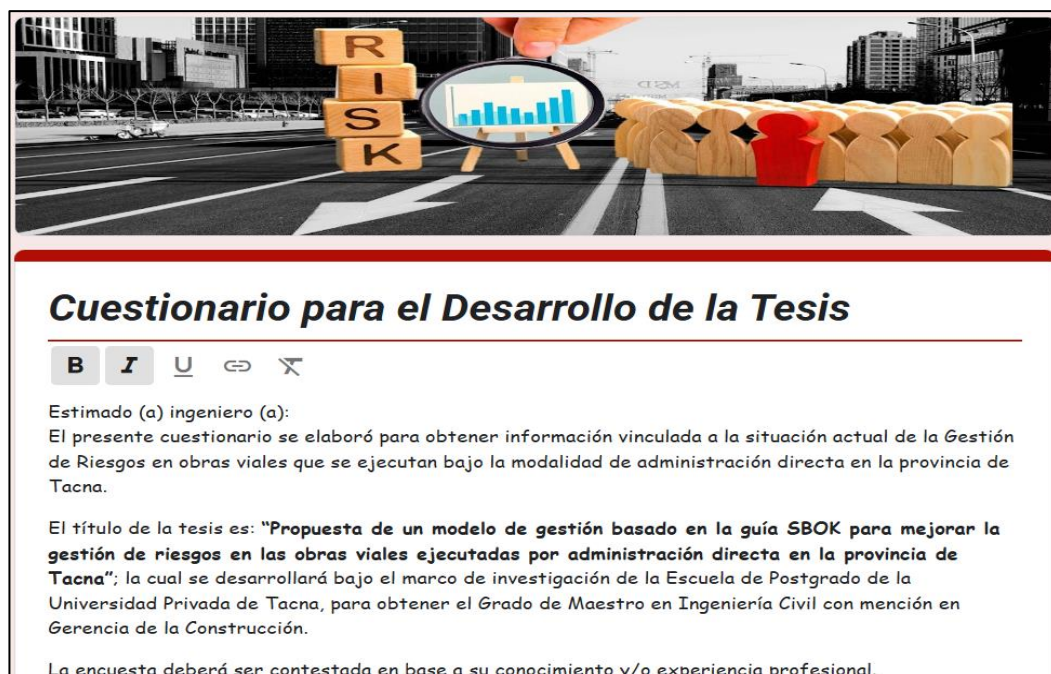 R
I
S
K
Cuestionario para el Desarrollo de la Tesis
B I U
Estimado (a) ingeniero (a):
El presente cuestionario se elaboró para obtener información vinculada a la situación actual de la Gestión
de Riesgos en obras viales que se ejecutan bajo la modalidad de administración directa en la provincia de
Tacna.
El título de la tesis es: “Propuesta de un modelo de gestión basado en la guía SBOK para mejorar la
gestión de riesgos en las obras viales ejecutadas por administración directa en la provincia de
Tacna”; la cual se desarrollará bajo el marco de investigación de la Escuela de Postgrado de la
Universidad Privada de Tacna, para obtener el Grado de Maestro en Ingeniería Civil con mención en
Gerencia de la Construcción.
La encuesta deberá ser contestada en base a su conocimiento y/o experiencia profesional.